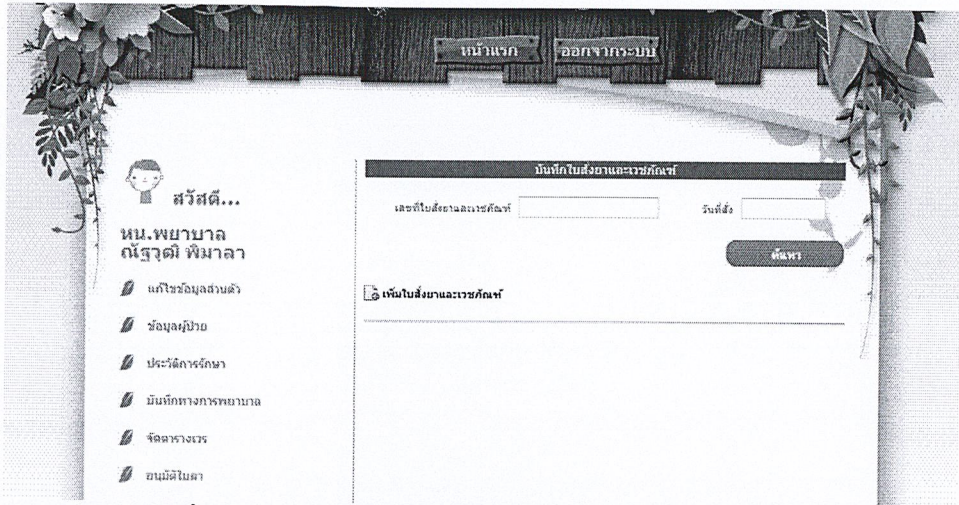 หน้าแรก ออกจากระบบ
สวัสดี...
หน.พยาบาล
ณัฐวุฒิ พิมาลา
แก้ไขข้อมูลส่วนตัว
ข้อมูลผู้ป่วย
ประวัติการรักษา
บันทึกทางการพยาบาล
จัดตารางเวร
อนุมัติใบลา
บันทึกใบสั่งยาและเวชภัณฑ์
เลขที่ใบสั่งยาและเวชภัณฑ์ วันที่สั่ง
ค้นหา
เพิ่มใบสั่งยาและเวชภัณฑ์